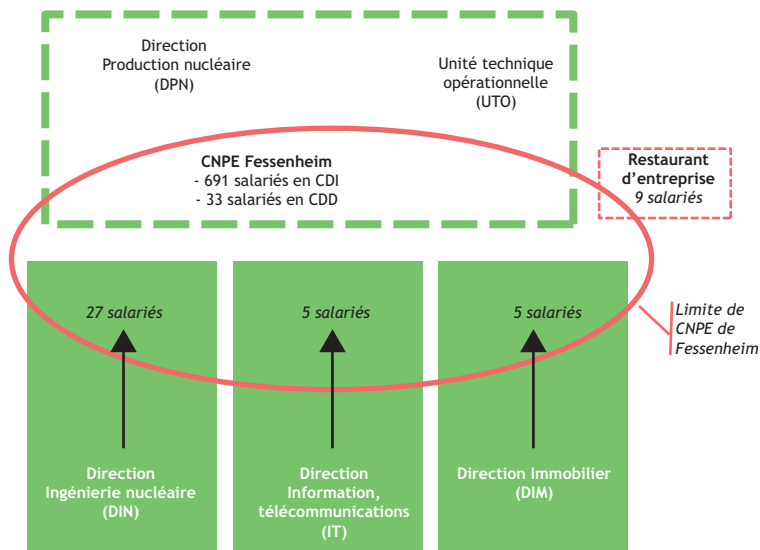 Direction
Production nucléaire
(DPN)
Unité technique
opérationnelle
(UTO)
CNPE Fessenheim
- 691 salariés en CDI
- 33 salariés en CDD
Restaurant
d’entreprise
9 salariés
27 salariés
5 salariés
5 salariés
Limite de
CNPE de
Fessenheim
Direction
Ingénierie nucléaire
(DIN)
Direction
Information,
télécommunications
(IT)
Direction Immobilier
(DIM)